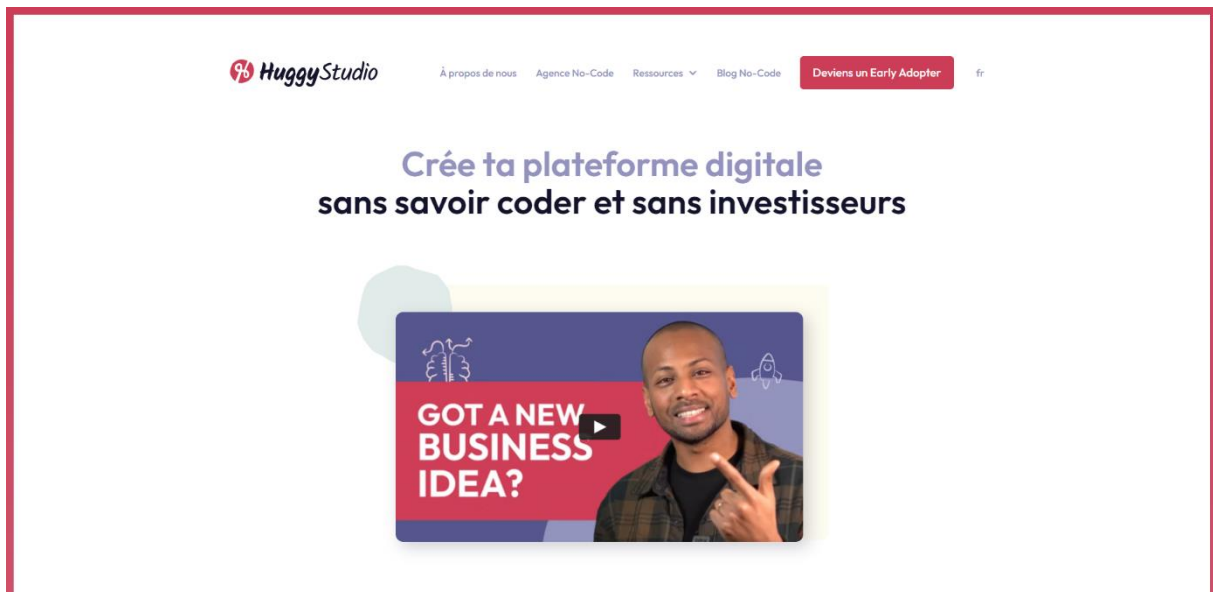 HuggyStudio
À propos de nous Agence No-Code Ressources Blog No-Code Deviens un Early Adopter fr
Crée ta plateforme digitale
sans savoir coder et sans investisseurs
GOT A NEW
BUSINESS
IDEA?